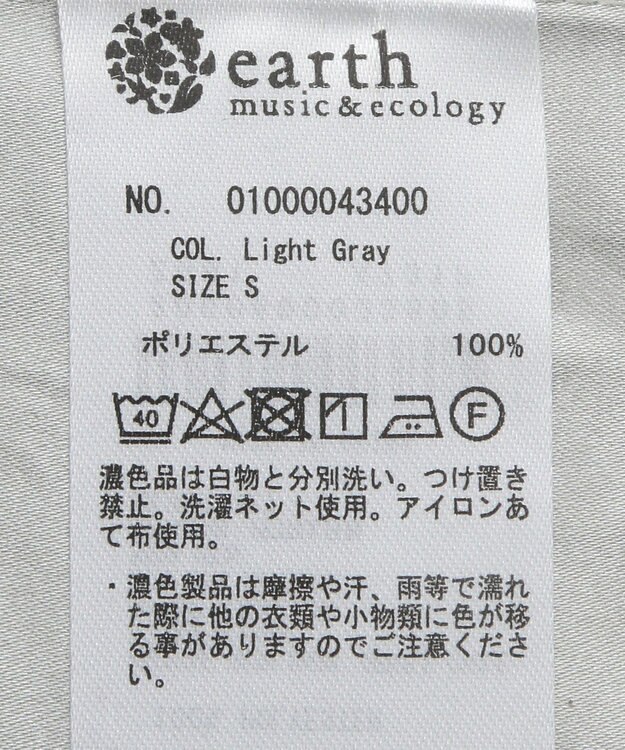 earth
music&ecology
NO. 01000043400
COL. Light Gray
SIZE S
ポリエステル 100%
40 F
濃色品は白物と分別洗い。つけ置き
禁止。洗濯ネット使用。アイロンあ
て布使用。
・濃色製品は摩擦や汗、雨等で濡れ
た際に他の衣類や小物類に色が移
る事がありますのでご注意くださ
い。